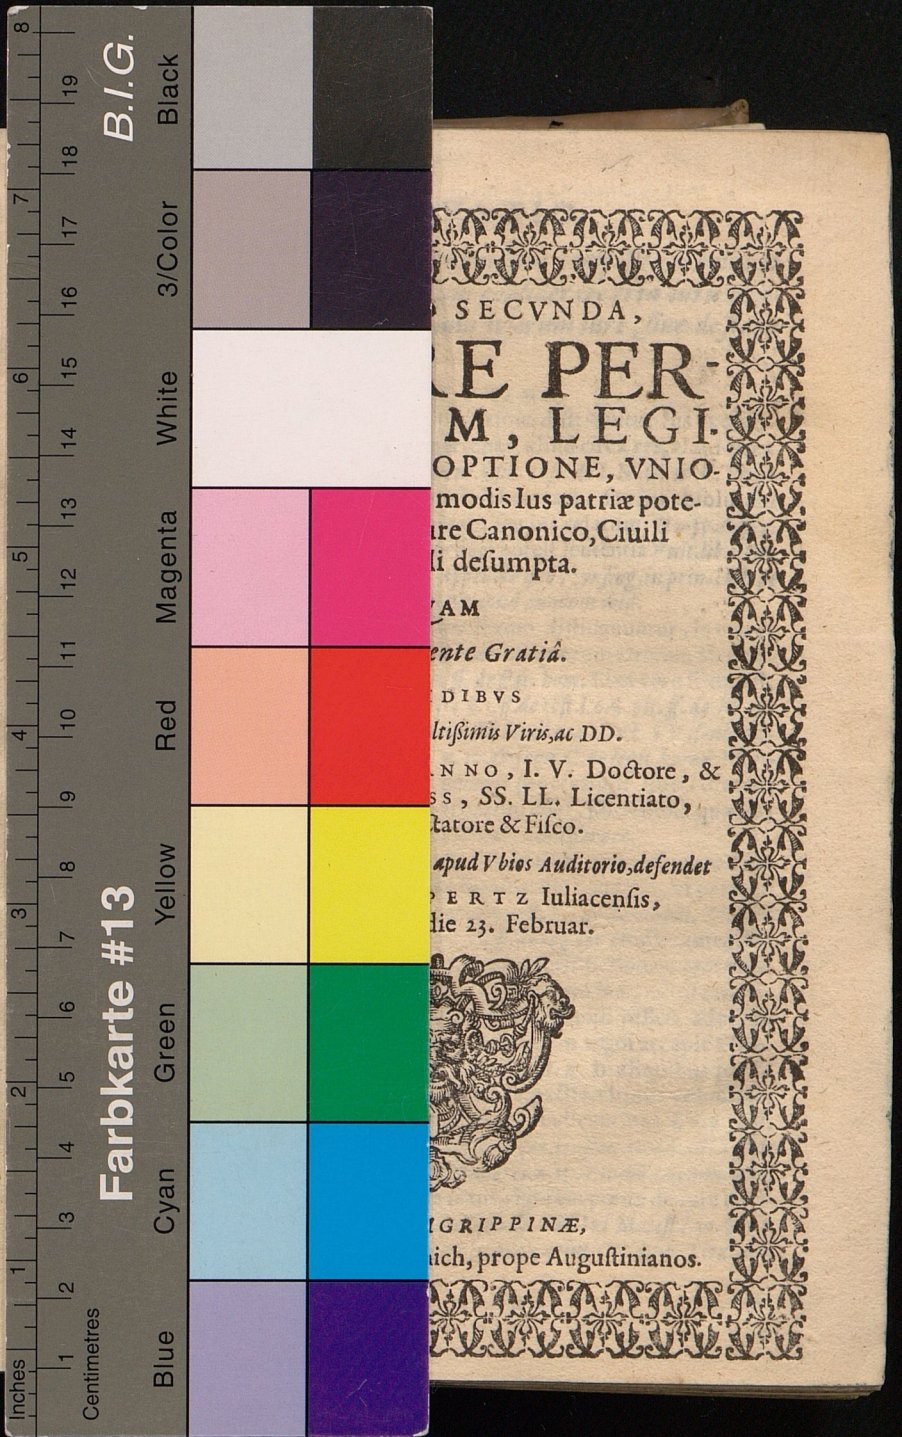 SECVNDA,
RE PER-
M, LEGI-
OPTIONE, VNIO-
modis Ius patriæ pote-
ure Canonico, Ciuili
li deſumpta.
VAM
ente Gratiâ.
DIBVS
ltiſsimis Viris, ac DD.
NNO, I. V. Doctore, &
SS, SS. LL. Licentiato,
ctatore & Fiſco.
apud Vbios Auditorio, defendet
PERTZ Iuliacenſis,
die 23. Februar.
GRIPPINÆ,
ich, prope Auguſtinianos.
Farbkarte #13 B.I.G.
Blue Cyan Green Yellow Red Magenta White 3/Color Black
Centimetres 1 2 3 4 5 6 7 8 9 10 11 12 13 14 15 16 17 18 19
Inches 1 2 3 4 5 6 7 8